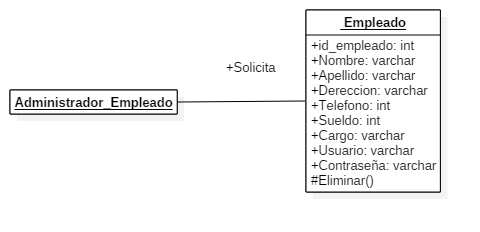 Empleado
+id_empleado: int
+Nombre: varchar
+Apellido: varchar
+Dereccion: varchar
+Telefono: int
+Sueldo: int
+Cargo: varchar
+Usuario: varchar
+Contraseña: varchar
#Eliminar()
+Solicita
Administrador_Empleado